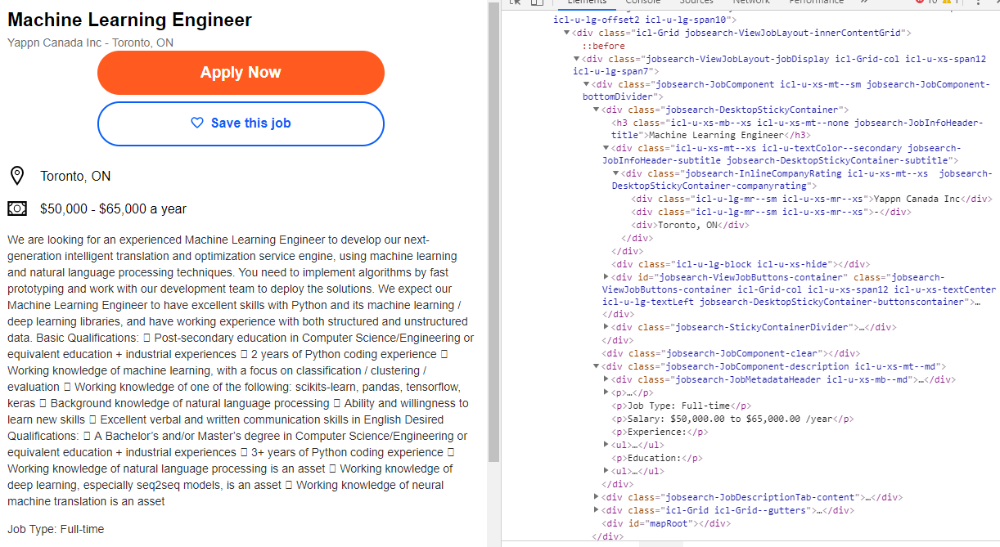 Machine Learning Engineer
Yappn Canada Inc - Toronto, ON
Apply Now
Save this job
Toronto, ON
$50,000 - $65,000 a year
We are looking for an experienced Machine Learning Engineer to develop our next-
generation intelligent translation and optimization service engine, using machine learning
and natural language processing techniques. You need to implement algorithms by fast
prototyping and work with our development team to deploy the solutions. We expect our
Machine Learning Engineer to have excellent skills with Python and its machine learning /
deep learning libraries, and have working experience with both structured and unstructured
data. Basic Qualifications:  Post-secondary education in Computer Science/Engineering or
equivalent education + industrial experiences  2 years of Python coding experience 
Working knowledge of machine learning, with a focus on classification / clustering /
evaluation  Working knowledge of one of the following: scikits-learn, pandas, tensorflow,
keras  Background knowledge of natural language processing  Ability and willingness to
learn new skills  Excellent verbal and written communication skills in English Desired
Qualifications:  A Bachelor’s and/or Master’s degree in Computer Science/Engineering or
equivalent education + industrial experiences  3+ years of Python coding experience 
Working knowledge of natural language processing is an asset  Working knowledge of
deep learning, especially seq2seq models, is an asset  Working knowledge of neural
machine translation is an asset
Job Type: Full-time
Elements Console Sources Network Performance » 10 1
icl-u-lg-offset2 icl-u-lg-span10">
▼<div class="icl-Grid jobsearch-ViewJobLayout-innerContentGrid">
::before
▼<div class="jobsearch-ViewJobLayout-jobDisplay icl-Grid-col icl-u-xs-span12
icl-u-lg-span7">
▼<div class="jobsearch-JobComponent icl-u-xs-mt--sm jobsearch-JobComponent-
bottomDivider">
▼<div class="jobsearch-DesktopStickyContainer">
<h3 class="icl-u-xs-mb--xs icl-u-xs-mt--none jobsearch-JobInfoHeader-
title">Machine Learning Engineer</h3>
▼<div class="icl-u-xs-mt--xs icl-u-textColor--secondary jobsearch-
JobInfoHeader-subtitle jobsearch-DesktopStickyContainer-subtitle">
▼<div class="jobsearch-InlineCompanyRating icl-u-xs-mt--xs  jobsearch-
DesktopStickyContainer-companyrating">
<div class="icl-u-lg-mr--sm icl-u-xs-mr--xs">Yappn Canada Inc</div>
<div class="icl-u-lg-mr--sm icl-u-xs-mr--xs">-</div>
<div>Toronto, ON</div>
</div>
</div>
<div class="icl-u-lg-block icl-u-xs-hide"></div>
▶<div id="jobsearch-ViewJobButtons-container" class="jobsearch-
ViewJobButtons-container icl-Grid-col icl-u-xs-span12 icl-u-xs-textCenter
icl-u-lg-textLeft jobsearch-DesktopStickyContainer-buttonscontainer">…
</div>
▶<div class="jobsearch-StickyContainerDivider">…</div>
</div>
<div class="jobsearch-JobComponent-clear"></div>
▼<div class="jobsearch-JobComponent-description icl-u-xs-mt--md">
▶<div class="jobsearch-JobMetadataHeader icl-u-xs-mb--md">…</div>
▶<p>…</p>
<p>Job Type: Full-time</p>
<p>Salary: $50,000.00 to $65,000.00 /year</p>
<p>Experience:</p>
▶<ul>…</ul>
<p>Education:</p>
▶<ul>…</ul>
</div>
▶<div class="jobsearch-JobDescriptionTab-content">…</div>
▶<div class="icl-Grid icl-Grid--gutters">…</div>
<div id="mapRoot"></div>
</div>